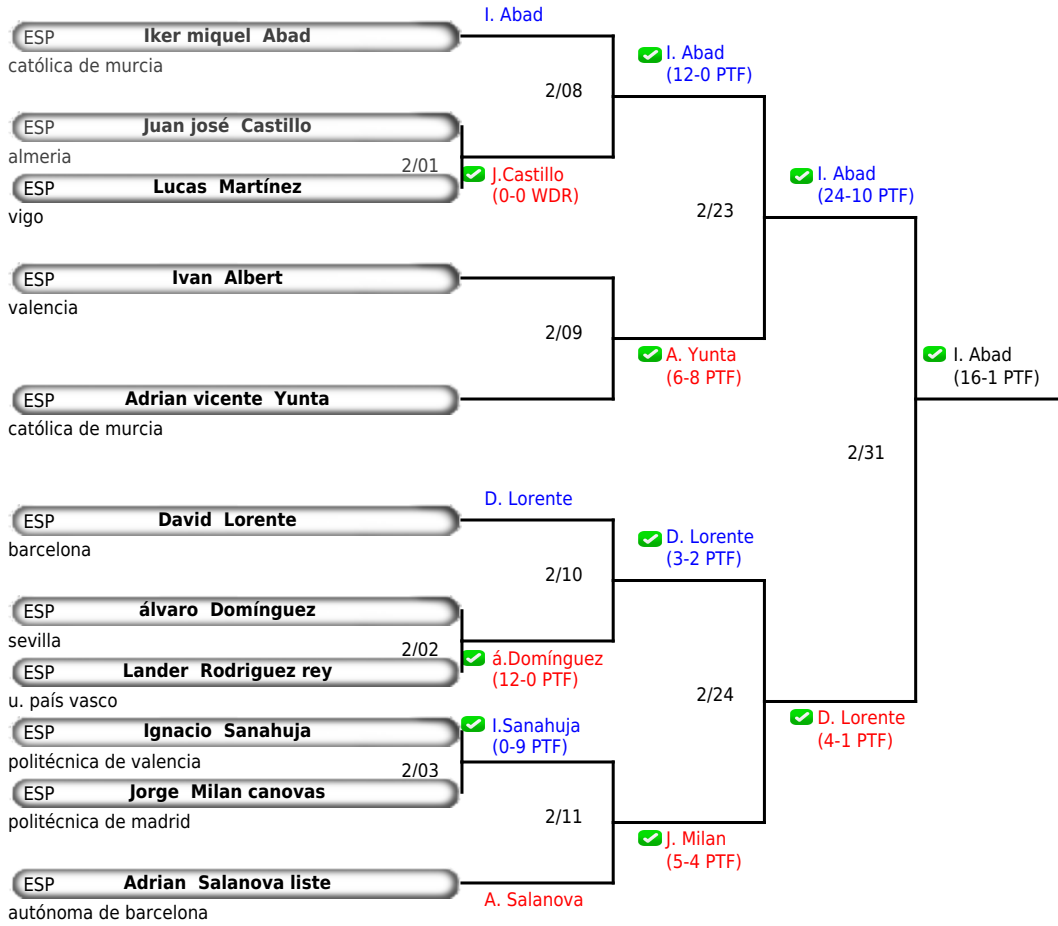 I. Abad
ESP Iker miquel Abad
católica de murcia
I. Abad
(12-0 PTF)
2/08
ESP Juan josé Castillo
almeria
2/01
J.Castillo
(0-0 WDR)
ESP Lucas Martínez
vigo
I. Abad
(24-10 PTF)
2/23
ESP Ivan Albert
valencia
2/09
A. Yunta
(6-8 PTF)
ESP Adrian vicente Yunta
católica de murcia
I. Abad
(16-1 PTF)
2/31
D. Lorente
ESP David Lorente
barcelona
D. Lorente
(3-2 PTF)
2/10
ESP álvaro Domínguez
sevilla
2/02
á.Domínguez
(12-0 PTF)
ESP Lander Rodriguez rey
u. país vasco
2/24
D. Lorente
(4-1 PTF)
ESP Ignacio Sanahuja
politécnica de valencia
I.Sanahuja
(0-9 PTF)
2/03
ESP Jorge Milan canovas
politécnica de madrid
2/11
J. Milan
(5-4 PTF)
ESP Adrian Salanova liste
autónoma de barcelona
A. Salanova